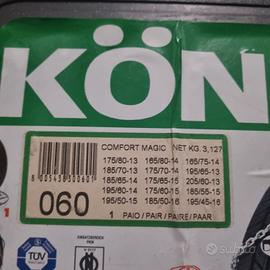 KÖN
COMFORT MAGIC NET KG. 3,127
175/80-13 165/80-14 165/75-14
185/70-13 175/70-14 195/65-13
185/65-14 175/65-15 205/60-13
195/60-14 175/60-15 185/55-15
195/50-15 185/50-16 195/45-16
8005438300601
060
1 PAIO / PAIR / PAIRE / PAAR
TÜV
subito